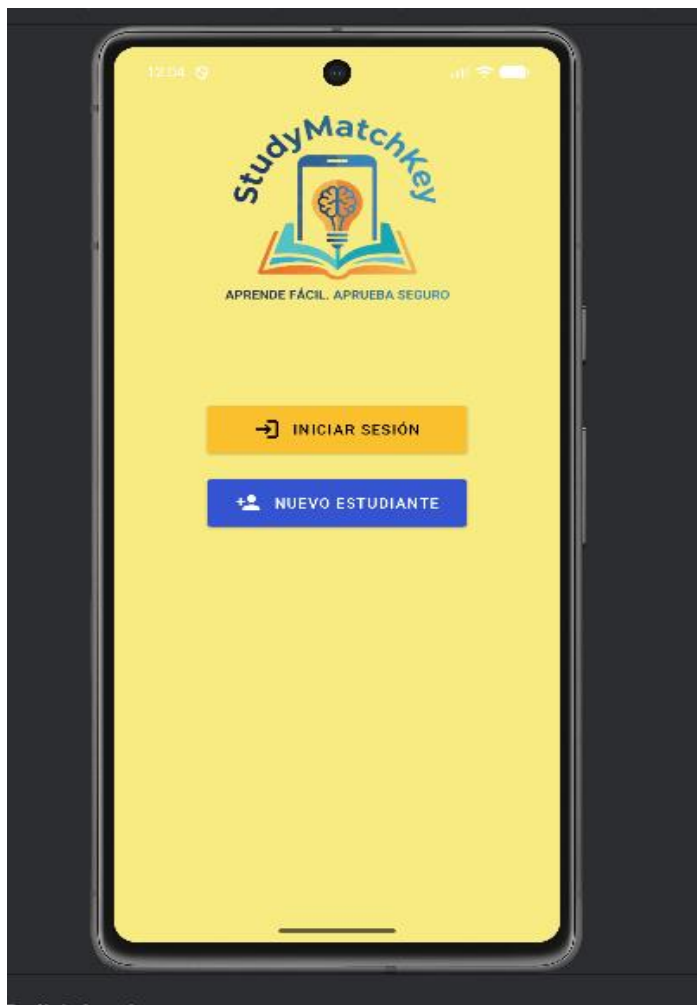 12:04
StudyMatchKey
APRENDE FÁCIL. APRUEBA SEGURO
INICIAR SESIÓN
NUEVO ESTUDIANTE